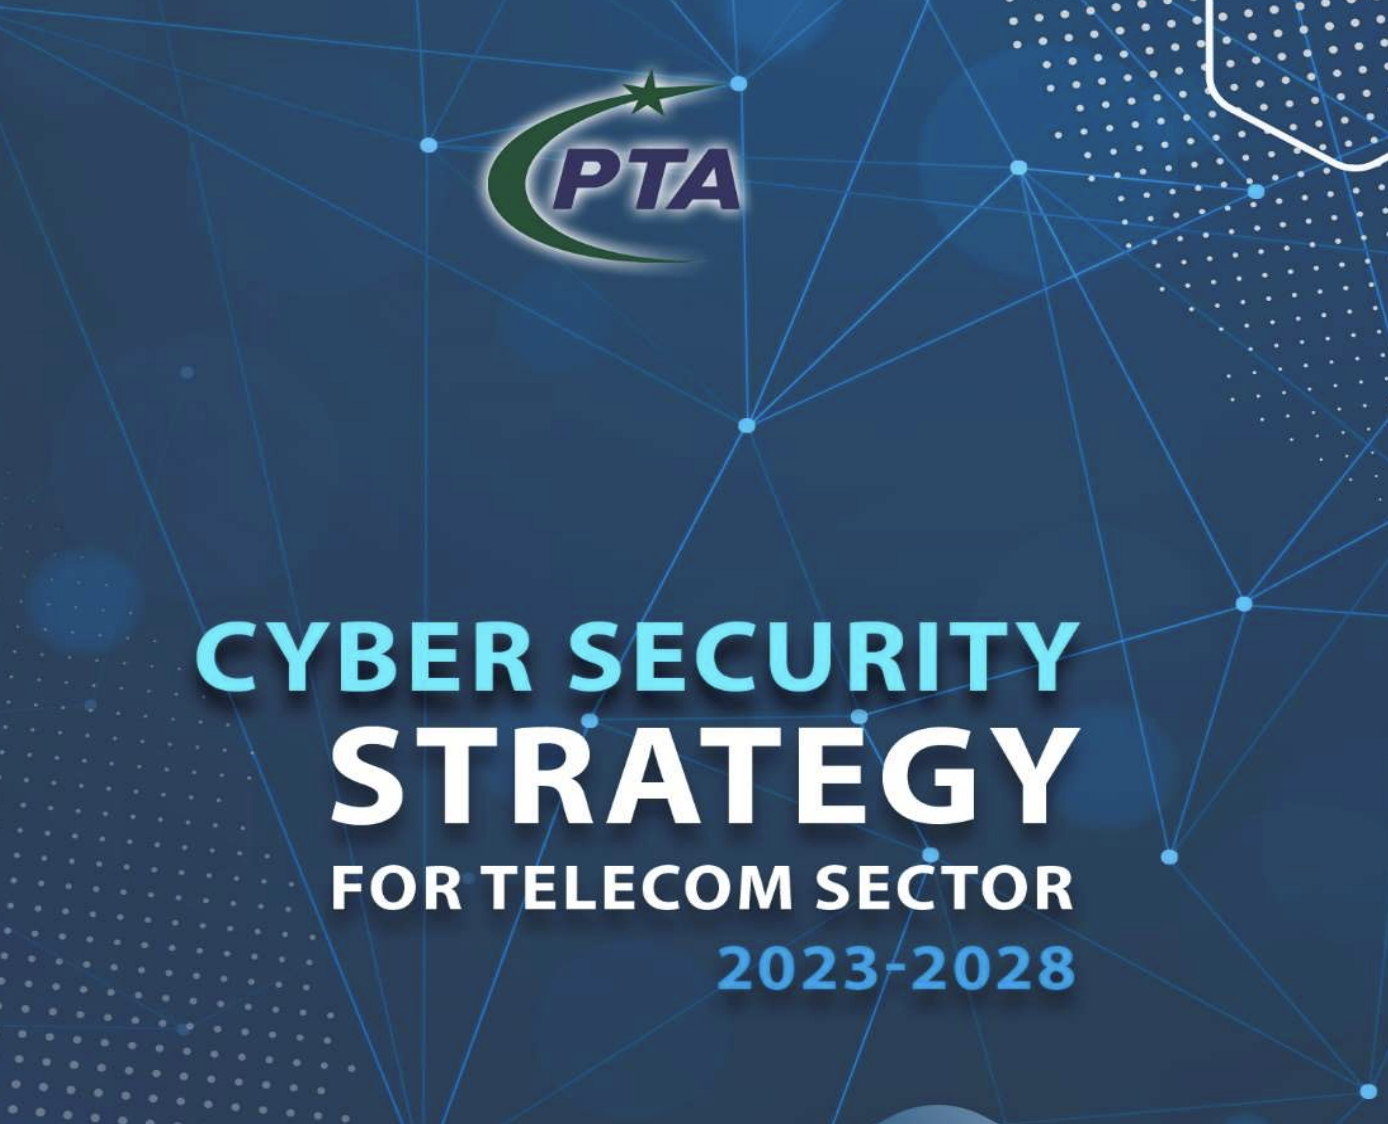 PTA
CYBER SECURITY
STRATEGY
FOR TELECOM SECTOR
2023-2028